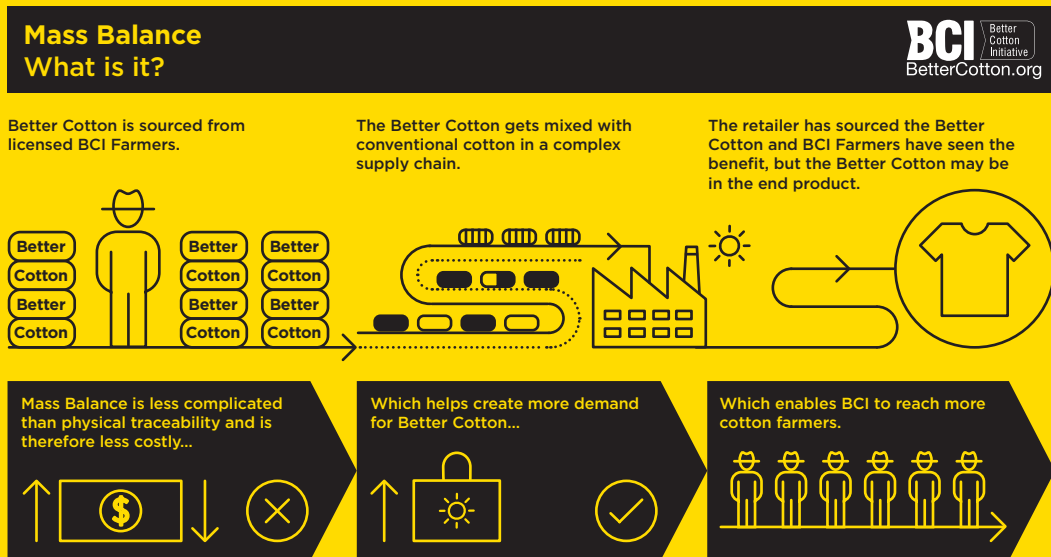 Mass Balance
What is it?
BCI
Better
Cotton
Initiative
BetterCotton.org
Better Cotton is sourced from
licensed BCI Farmers.
The Better Cotton gets mixed with
conventional cotton in a complex
supply chain.
The retailer has sourced the Better
Cotton and BCI Farmers have seen the
benefit, but the Better Cotton may be
in the end product.
Better
Cotton
Better
Cotton
Better
Cotton
Better
Cotton
Better
Cotton
Better
Cotton
Mass Balance is less complicated
than physical traceability and is
therefore less costly...
$
Which helps create more demand
for Better Cotton...
Which enables BCI to reach more
cotton farmers.